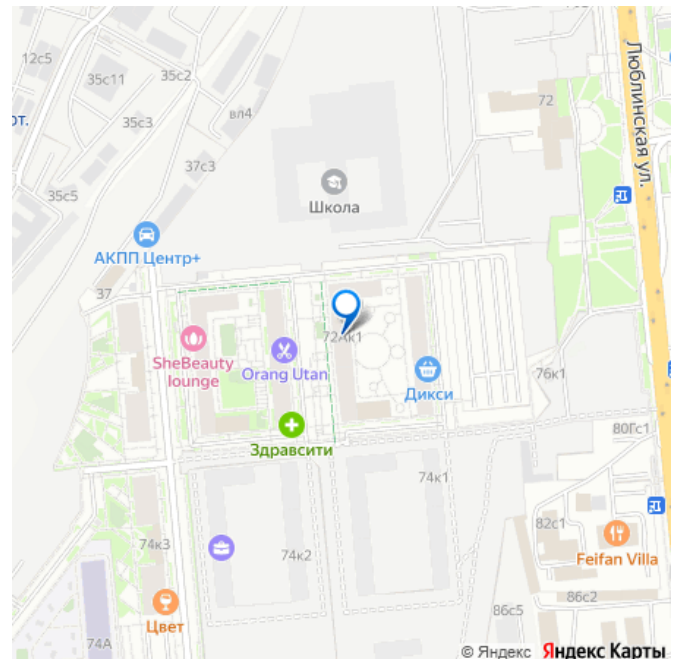 12с5
35с11
35с2
72
Люблинская ул.
от.
35с3
вл4
37с3
35с5
Школа
АКПП Центр+
37
72Ак1
SheBeauty
lounge
Orang Utan
Дикси
76к1
Здравсити
80Гс1
74к1
82с1
74к3
74к2
Feifan Villa
86с2
86с5
Цвет
74А
© Яндекс Яндекс Карты